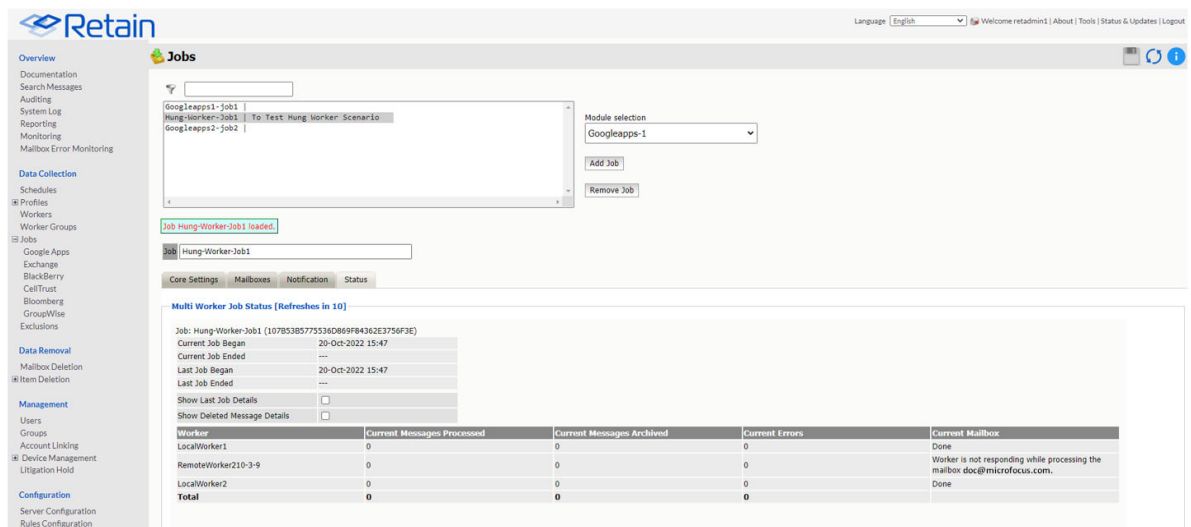 Retain
Language English Welcome retadmin1 | About | Tools | Status & Updates | Logout
Overview
Documentation
Search Messages
Auditing
System Log
Reporting
Monitoring
Mailbox Error Monitoring
Data Collection
Schedules
Profiles
Workers
Worker Groups
Jobs
Google Apps
Exchange
BlackBerry
CellTrust
Bloomberg
GroupWise
Exclusions
Data Removal
Mailbox Deletion
Item Deletion
Management
Users
Groups
Account Linking
Device Management
Litigation Hold
Configuration
Server Configuration
Rules Configuration
Jobs
Googleapps1-job1 |
Hung-Worker-Job1 | To Test Hung Worker Scenario
Googleapps2-job2 |
Module selection
Googleapps-1
Add Job
Remove Job
Job Hung-Worker-Job1 loaded.
Job Hung-Worker-Job1
Core Settings Mailboxes Notification Status
Multi Worker Job Status [Refreshes in 10]
Job: Hung-Worker-Job1 (107B53B5775536D869F84362E3756F3E)
Current Job Began 20-Oct-2022 15:47
Current Job Ended ---
Last Job Began 20-Oct-2022 15:47
Last Job Ended ---
Show Last Job Details
Show Deleted Message Details
Worker Current Messages Processed Current Messages Archived Current Errors Current Mailbox
LocalWorker1 0 0 0 Done
RemoteWorker210-3-9 0 0 0 Worker is not responding while processing the
mailbox doc@microfocus.com.
LocalWorker2 0 0 0 Done
Total 0 0 0